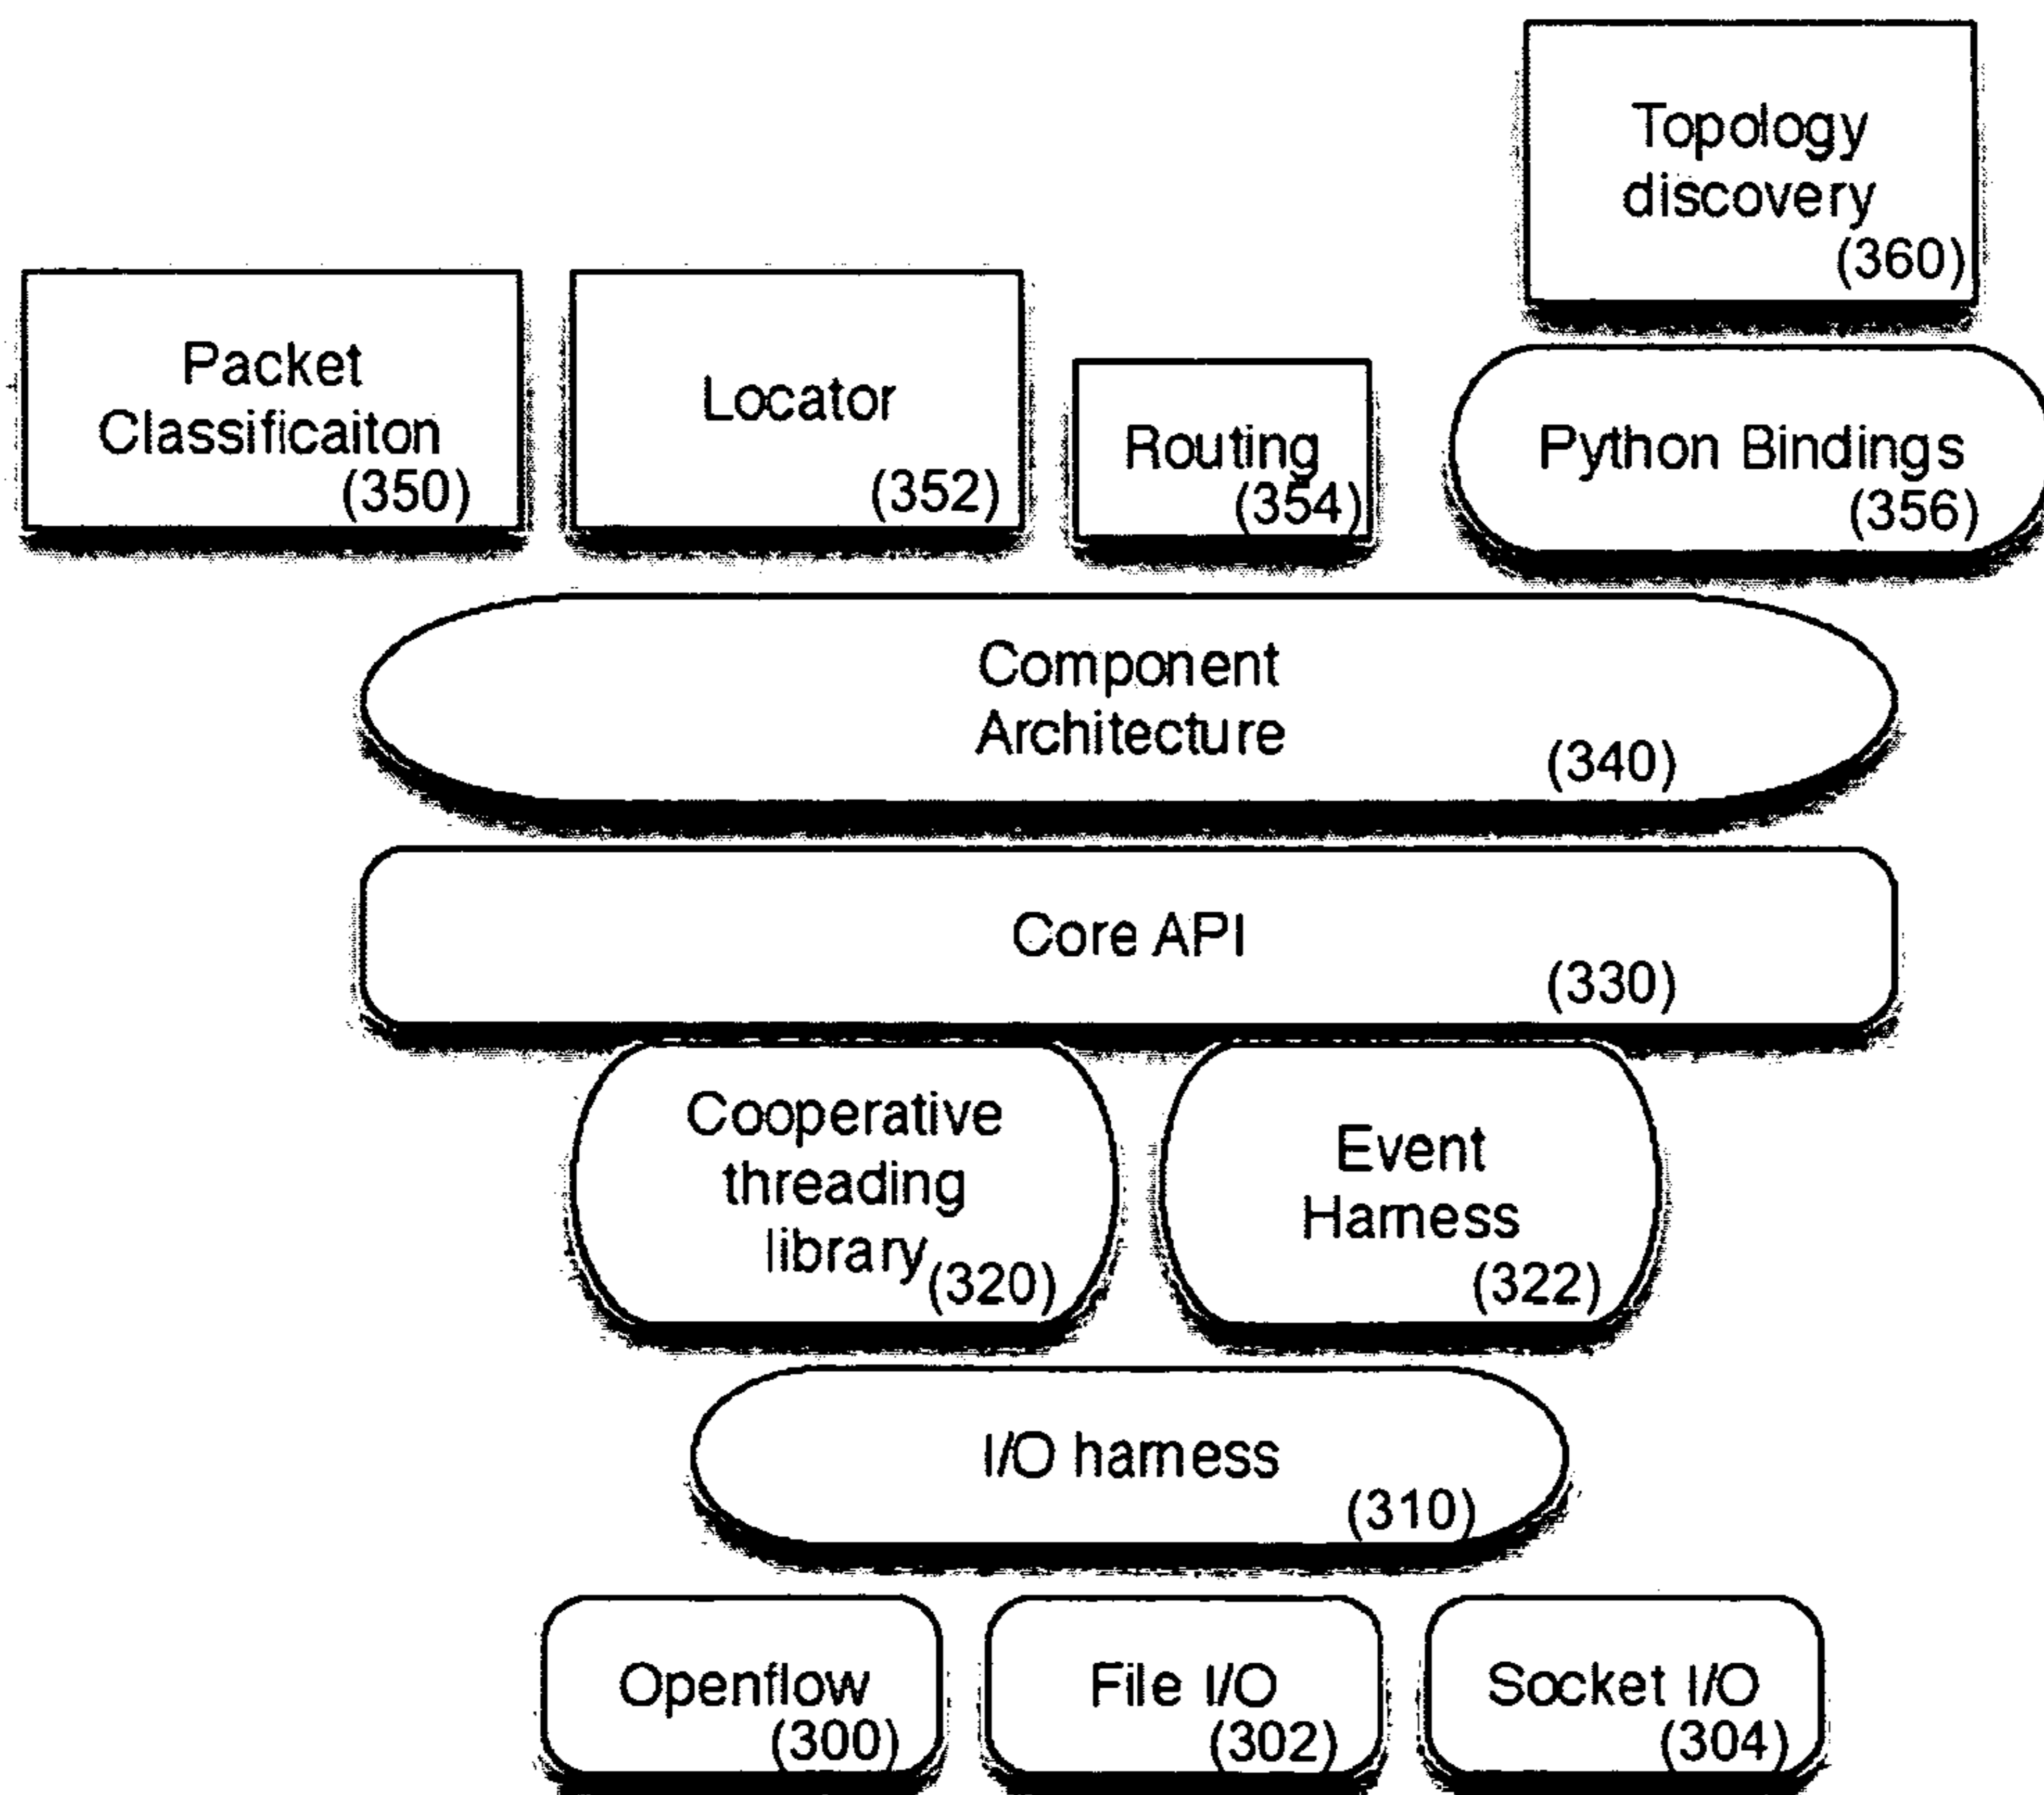 Topology
discovery
(360)
Packet
Classificaiton
(350)
Locator
(352)
Routing
(354)
Python Bindings
(356)
Component
Architecture
(340)
Core API
(330)
Cooperative
threading
library
(320)
Event
Harness
(322)
I/O harness
(310)
Openflow
(300)
File I/O
(302)
Socket I/O
(304)